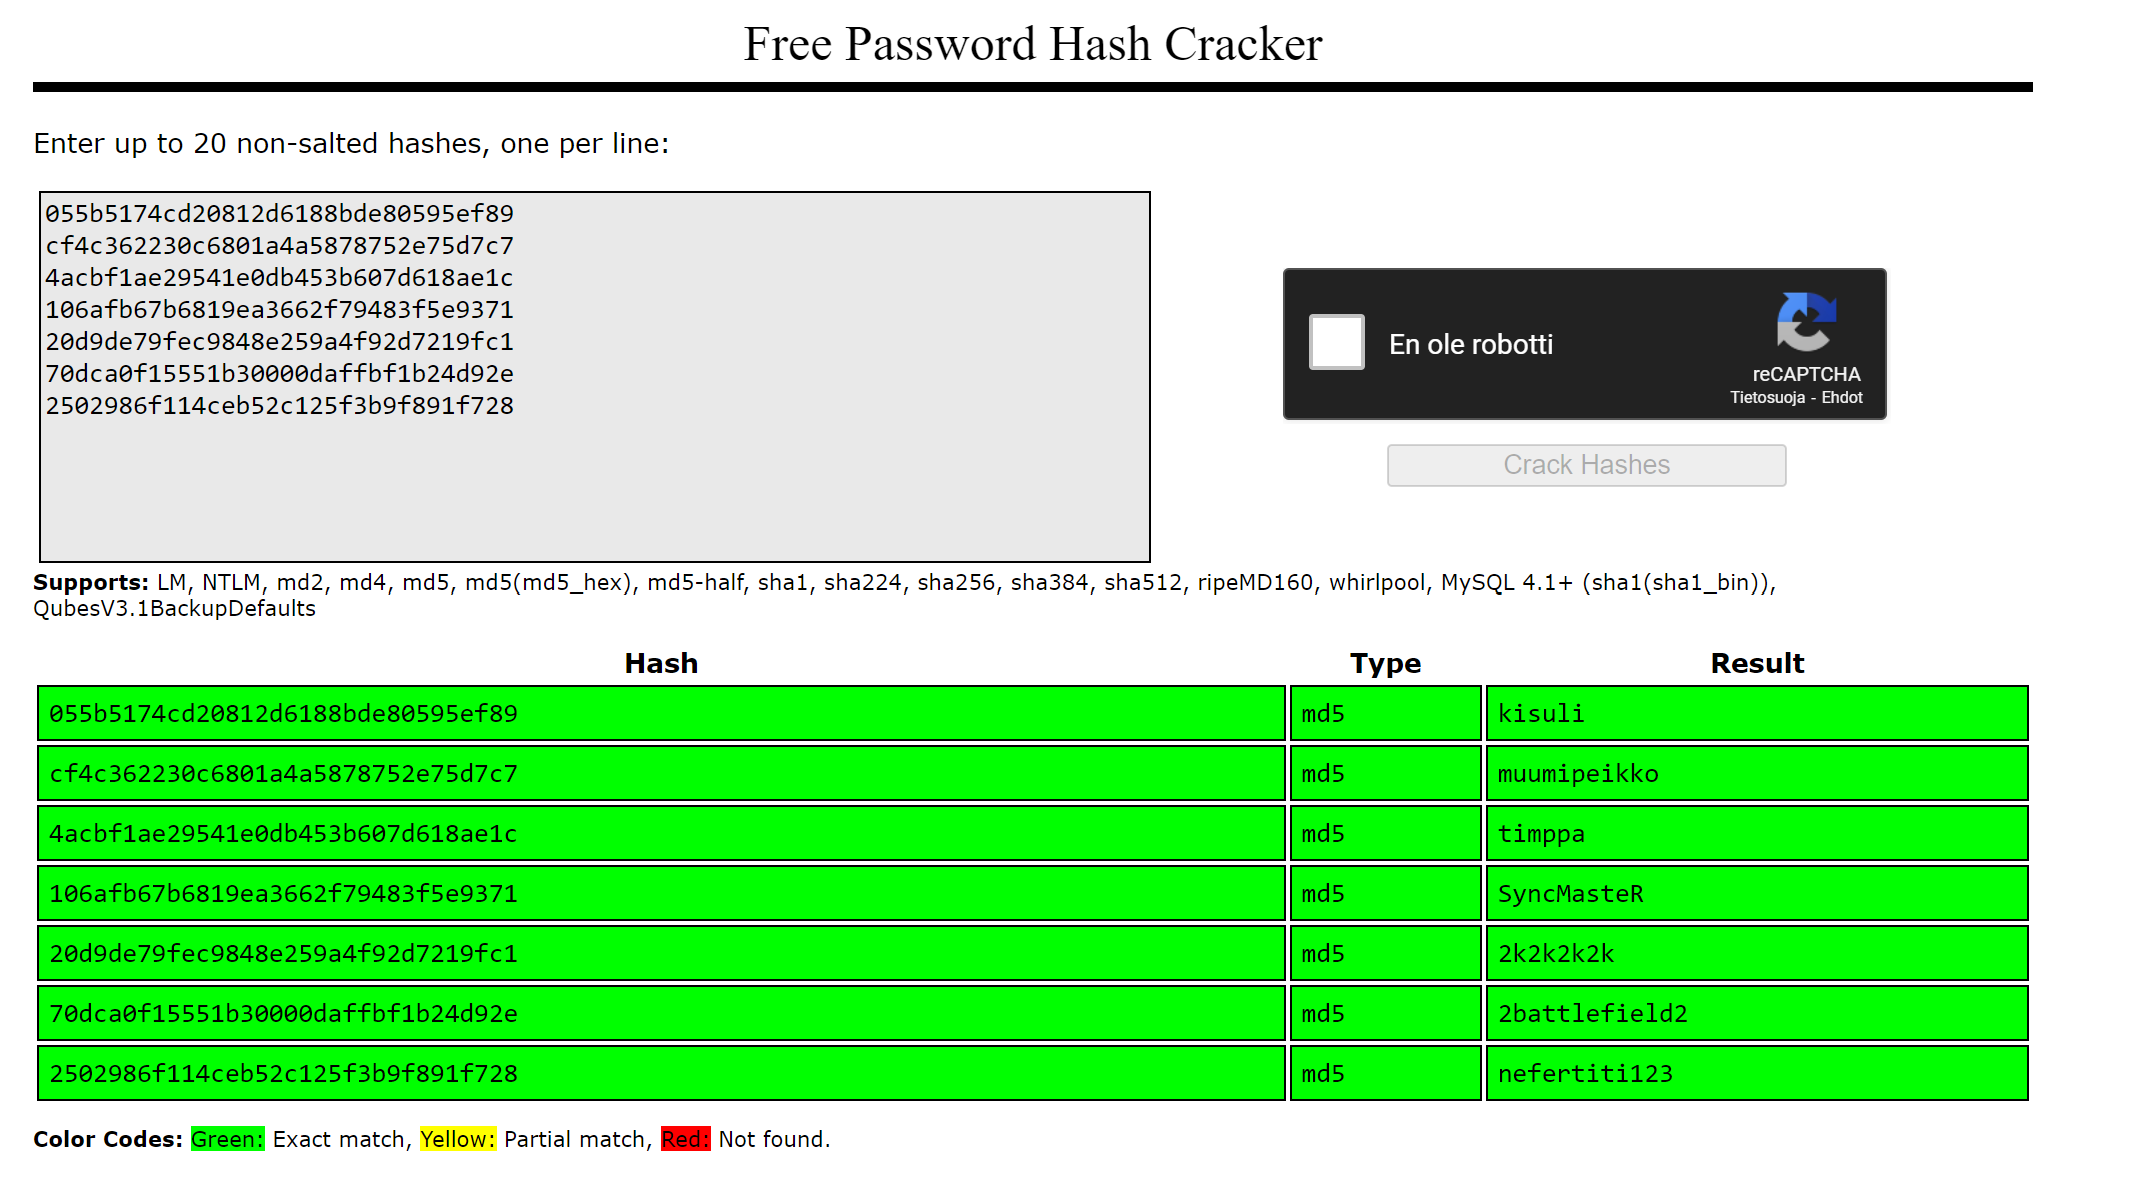 Free Password Hash Cracker
Enter up to 20 non-salted hashes, one per line:
055b5174cd20812d6188bde80595ef89
cf4c362230c6801a4a5878752e75d7c7
4acbf1ae29541e0db453b607d618ae1c
106afb67b6819ea3662f79483f5e9371
20d9de79fec9848e259a4f92d7219fc1
70dca0f15551b30000daffbf1b24d92e
2502986f114ceb52c125f3b9f891f728
En ole robotti
reCAPTCHA
Tietosuoja - Ehdot
Crack Hashes
Supports: LM, NTLM, md2, md4, md5, md5(md5_hex), md5-half, sha1, sha224, sha256, sha384, sha512, ripeMD160, whirlpool, MySQL 4.1+ (sha1(sha1_bin)),
QubesV3.1BackupDefaults
Hash Type Result
055b5174cd20812d6188bde80595ef89 md5 kisuli
cf4c362230c6801a4a5878752e75d7c7 md5 muumipeikko
4acbf1ae29541e0db453b607d618ae1c md5 timppa
106afb67b6819ea3662f79483f5e9371 md5 SyncMasteR
20d9de79fec9848e259a4f92d7219fc1 md5 2k2k2k2k
70dca0f15551b30000daffbf1b24d92e md5 2battlefield2
2502986f114ceb52c125f3b9f891f728 md5 nefertiti123
Color Codes: Green: Exact match, Yellow: Partial match, Red: Not found.